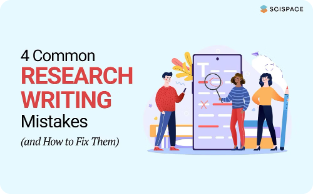 SCISPACE
4 Common
RESEARCH
WRITING
Mistakes
(and How to Fix Them)